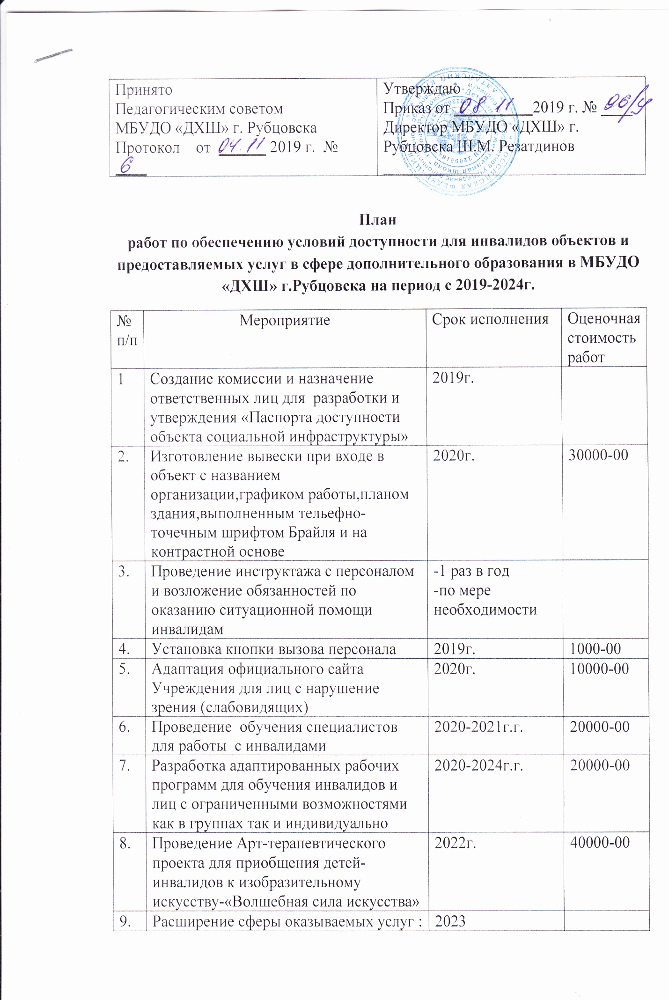 Принято
Педагогическим советом
МБУДО «ДХШ» г. Рубцовска
Протокол от 04.11 2019 г. №
6
Утверждаю
Приказ от 08 11 2019 г. № 96/у
Директор МБУДО «ДХШ» г.
Рубцовска Ш.М. Резатдинов
План
работ по обеспечению условий доступности для инвалидов объектов и
предоставляемых услуг в сфере дополнительного образования в МБУДО
«ДХШ» г.Рубцовска на период с 2019-2024г.
№
п/п
Мероприятие
Срок исполнения
Оценочная
стоимость
работ
1
Создание комиссии и назначение
ответственных лиц для разработки и
утверждения «Паспорта доступности
объекта социальной инфраструктуры»
2019г.
2.
Изготовление вывески при входе в
объект с названием
организации,графиком работы,планом
здания,выполненным тельефно-
точечным шрифтом Брайля и на
контрастной основе
2020г.
30000-00
3.
Проведение инструктажа с персоналом
и возложение обязанностей по
оказанию ситуационной помощи
инвалидам
-1 раз в год
-по мере
необходимости
4.
Установка кнопки вызова персонала
2019г.
1000-00
5.
Адаптация официального сайта
Учреждения для лиц с нарушение
зрения (слабовидящих)
2020г.
10000-00
6.
Проведение обучения специалистов
для работы с инвалидами
2020-2021г.г.
20000-00
7.
Разработка адаптированных рабочих
программ для обучения инвалидов и
лиц с ограниченными возможностями
как в группах так и индивидуально
2020-2024г.г.
20000-00
8.
Проведение Арт-терапевтического
проекта для приобщения детей-
инвалидов к изобразительному
искусству-«Волшебная сила искусства»
2022г.
40000-00
9.
Расширение сферы оказываемых услуг :
2023